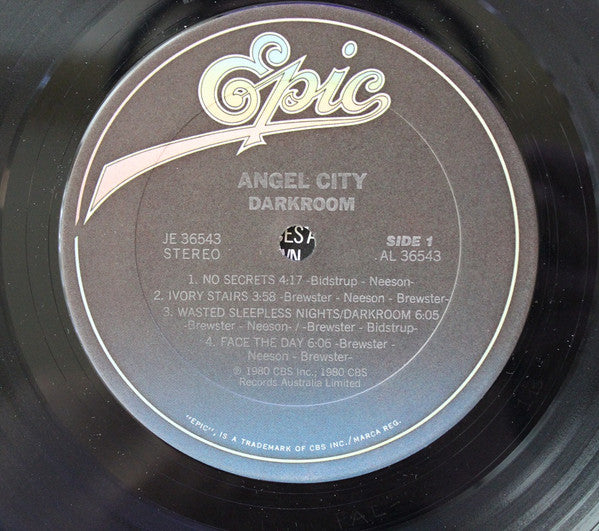 Epic
ANGEL CITY
DARKROOM
JE 36543
STEREO
SIDE 1
AL 36543
1. NO SECRETS 4:17 -Bidstrup - Neeson-
2. IVORY STAIRS 3:58 -Brewster - Neeson - Brewster-
3. WASTED SLEEPLESS NIGHTS/DARKROOM 6:05
-Brewster - Neeson- / -Brewster - Bidstrup-
4. FACE THE DAY 6:06 -Brewster -
Neeson - Brewster-
℗ 1980 CBS Inc.; 1980 CBS
Records Australia Limited
"EPIC", IS A TRADEMARK OF CBS INC./ MARCA REG.